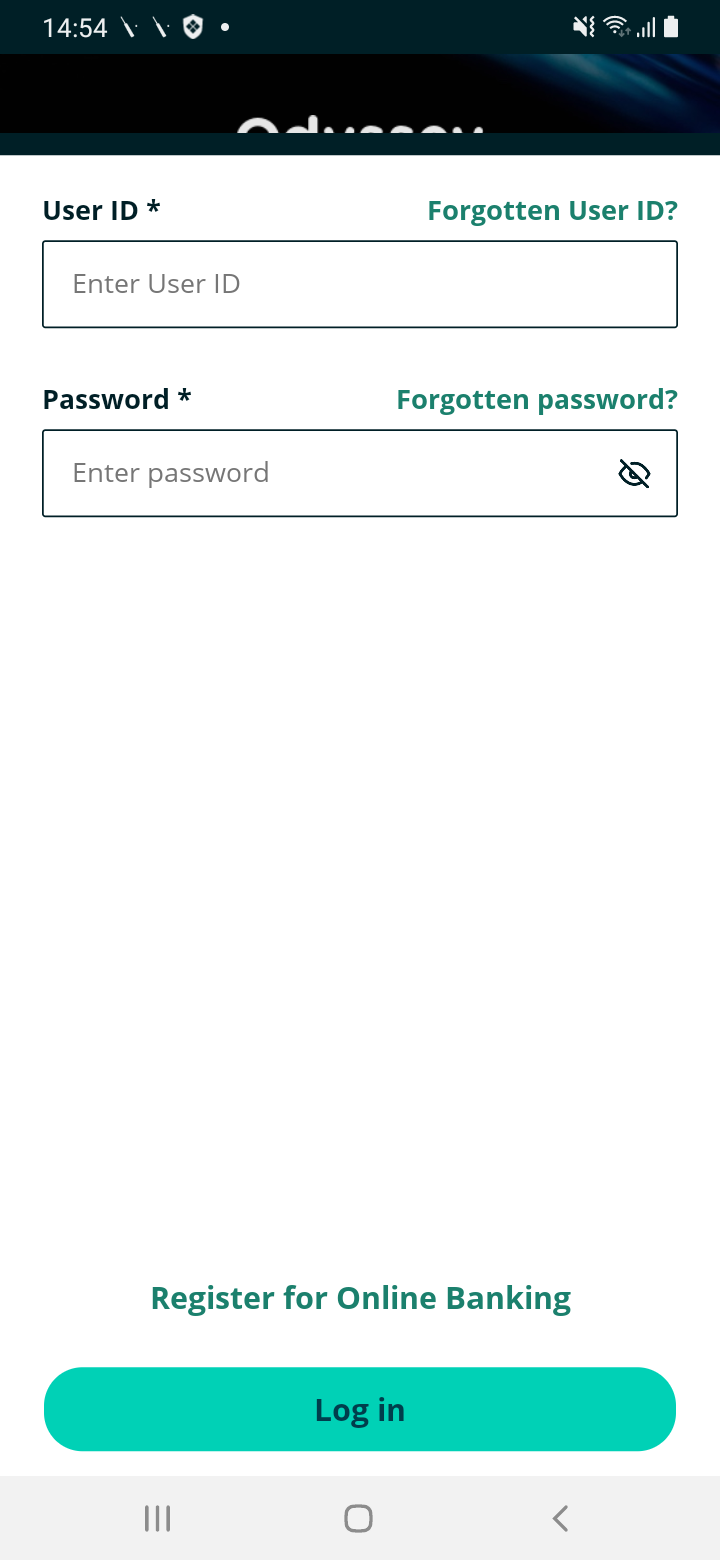 14:54
Odyssey
User ID *
Forgotten User ID?
Enter User ID
Password *
Forgotten password?
Enter password
Register for Online Banking
Log in